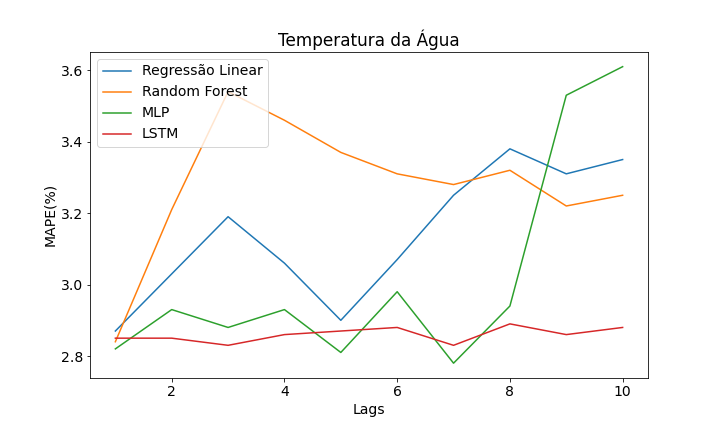 Temperatura da Água
Regressão Linear
Random Forest
MLP
LSTM
MAPE(%)
3.6
3.4
3.2
3.0
2.8
2
4
6
8
10
Lags